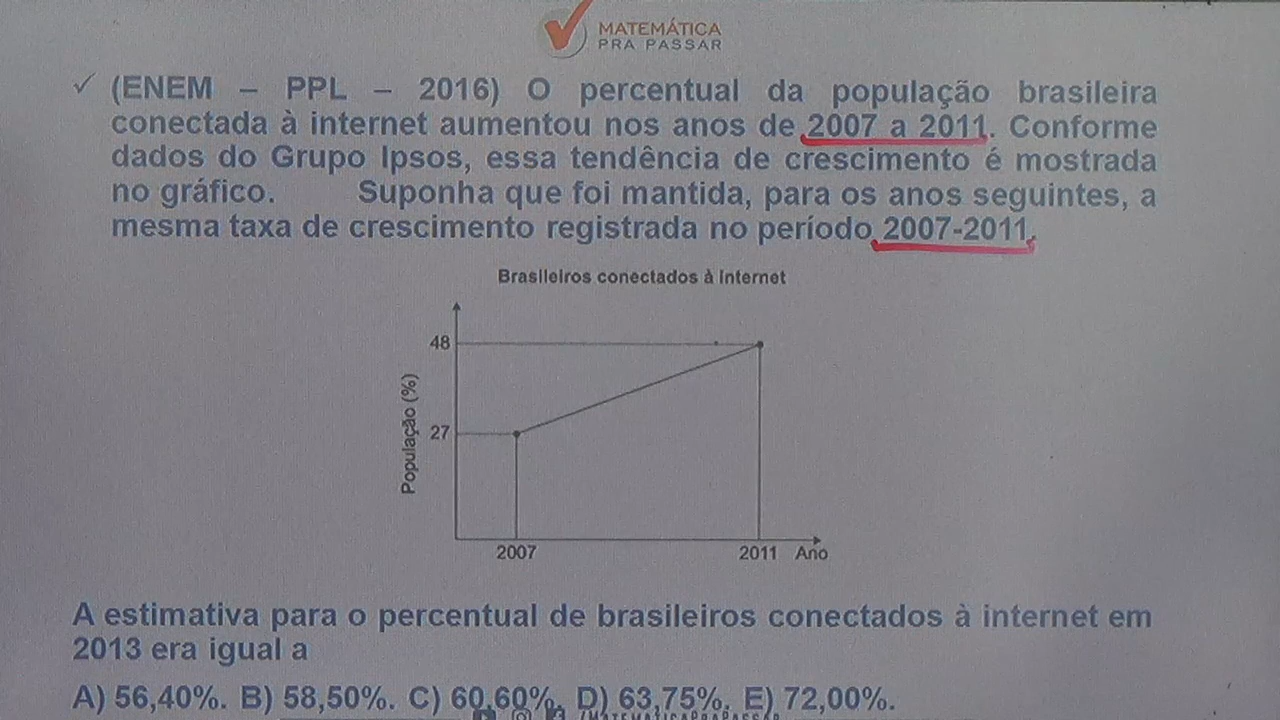 MATEMÁTICA
PRA PASSAR
✓ (ENEM – PPL – 2016) O percentual da população brasileira
conectada à internet aumentou nos anos de 2007 a 2011. Conforme
dados do Grupo Ipsos, essa tendência de crescimento é mostrada
no gráfico. Suponha que foi mantida, para os anos seguintes, a
mesma taxa de crescimento registrada no período 2007-2011.
Brasileiros conectados à internet
48
27
População (%)
2007 2011 Ano
A estimativa para o percentual de brasileiros conectados à internet em
2013 era igual a
A) 56,40%. B) 58,50%. C) 60,60%. D) 63,75%. E) 72,00%.
/MATEMATICAPRAPASSAR